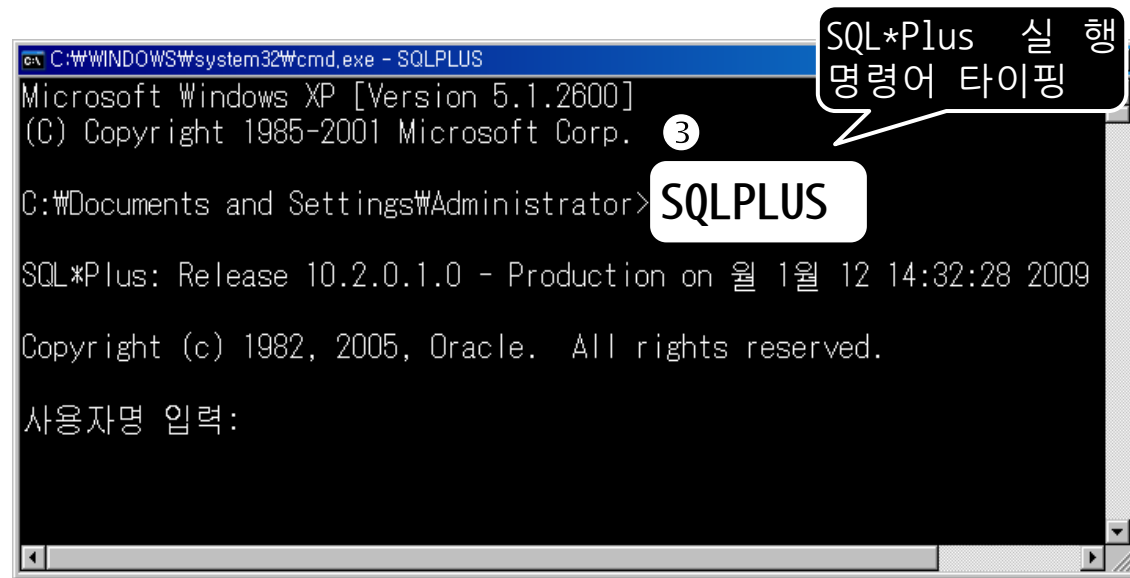 SQL*Plus 실 행
명령어 타이핑
C:₩WINDOWS₩system32₩cmd.exe - SQLPLUS
Microsoft Windows XP [Version 5.1.2600]
(C) Copyright 1985-2001 Microsoft Corp.
❸
C:₩Documents and Settings₩Administrator>SQLPLUS
SQL*Plus: Release 10.2.0.1.0 - Production on 월 1월 12 14:32:28 2009
Copyright (c) 1982, 2005, Oracle.  All rights reserved.
사용자명 입력: